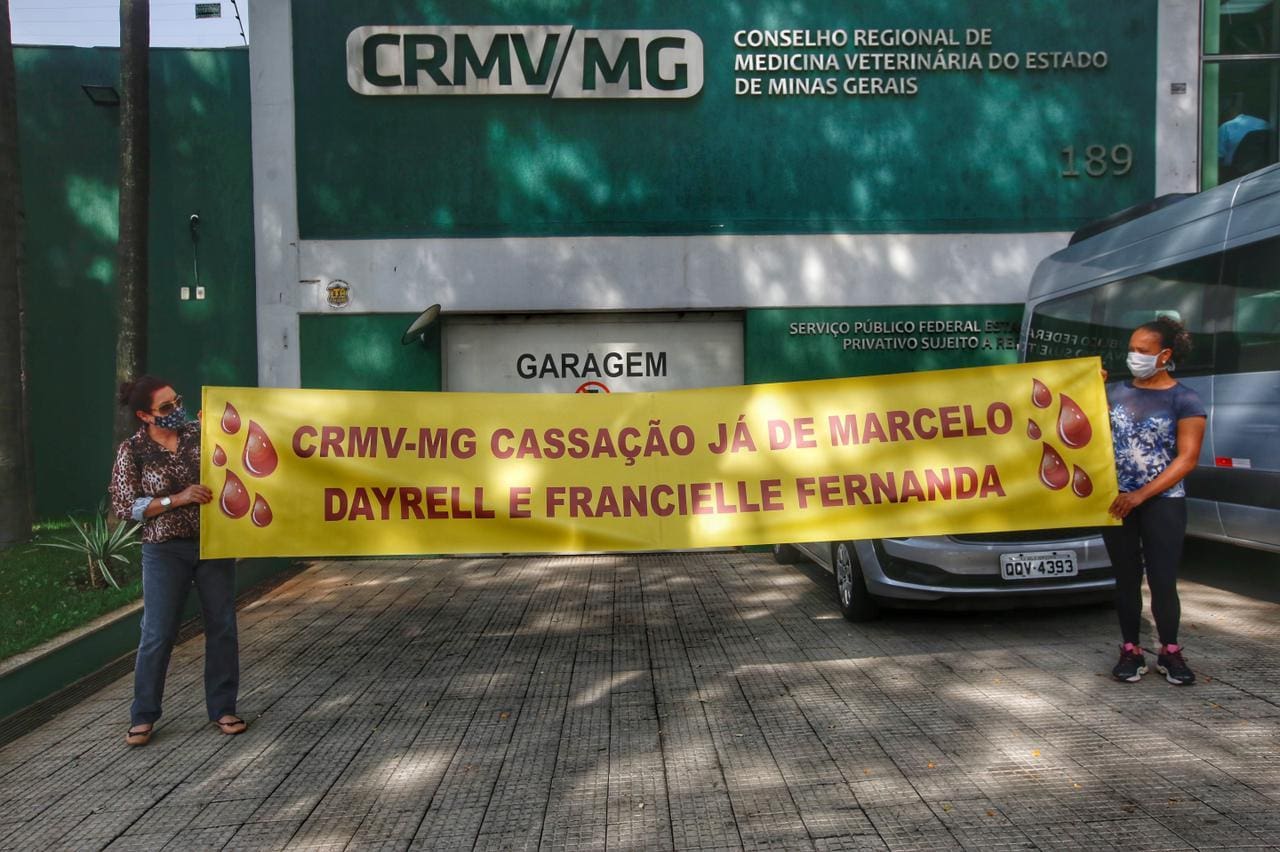 CRMV/MG
CONSELHO REGIONAL DE
MEDICINA VETERINÁRIA DO ESTADO
DE MINAS GERAIS
189
SERVIÇO PÚBLICO FEDERAL
PRIVATIVO SUJEITO A
GARAGEM
CRMV-MG CASSAÇÃO JÁ DE MARCELO
DAYRELL E FRANCIELLE FERNANDA
OQV-4393